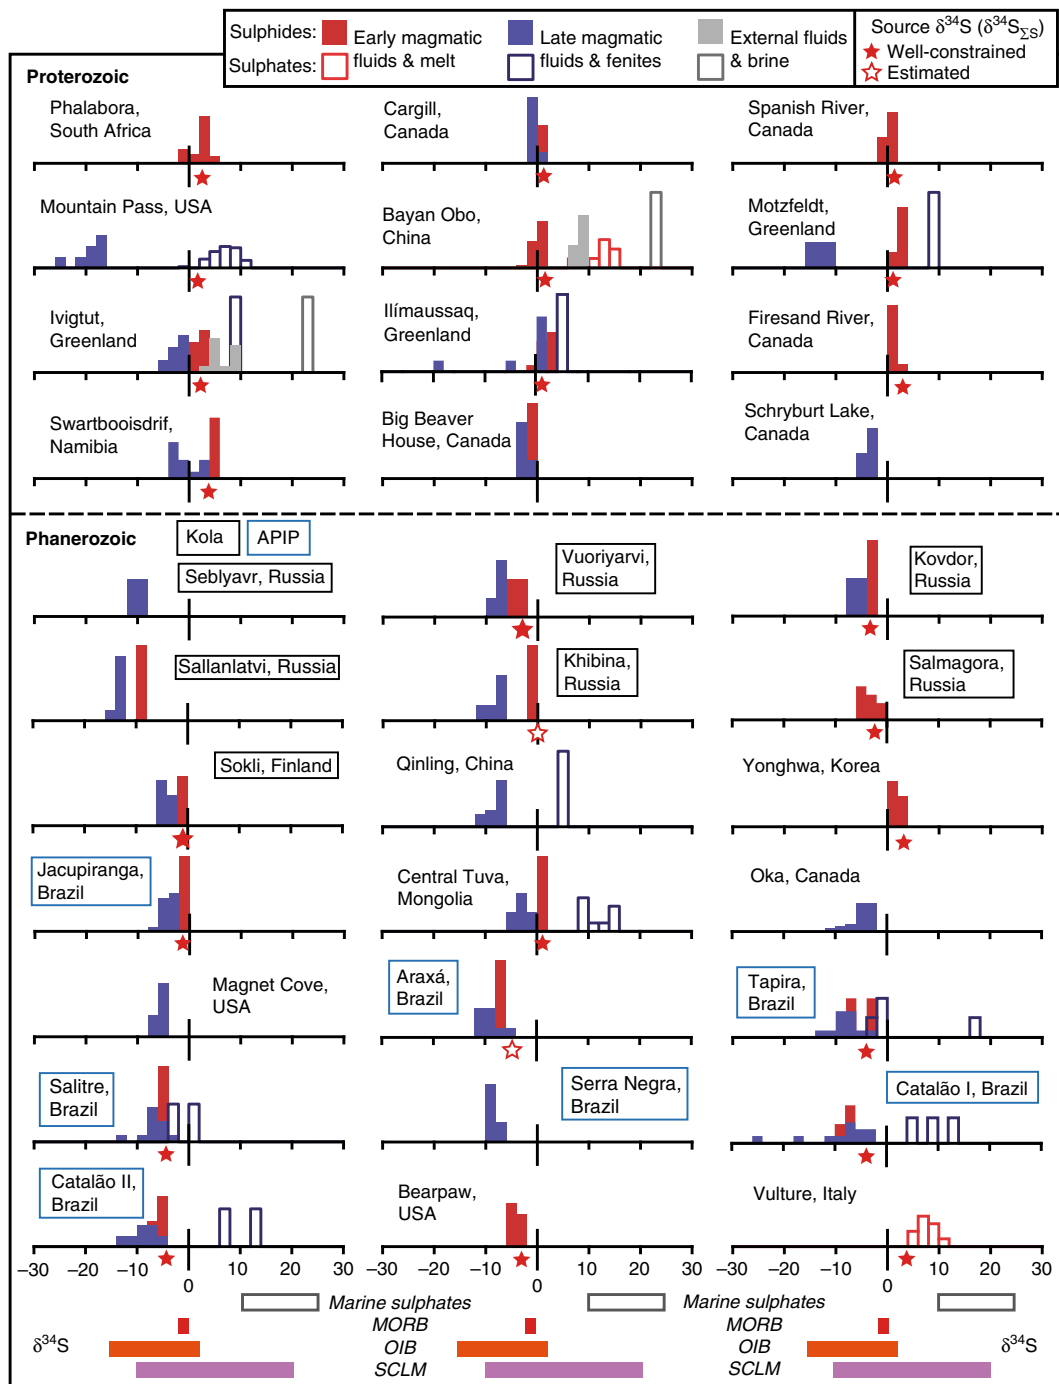 Sulphides: Early magmatic Late magmatic External fluids
Sulphates: fluids & melt fluids & fenites & brine
Source δ34S (δ34SΣS)
Well-constrained
Estimated
Proterozoic
Phalabora,
South Africa
Cargill,
Canada
Spanish River,
Canada
–30 –20 –10 0 10 20 30
Mountain Pass, USA
Bayan Obo,
China
Motzfeldt,
Greenland
Ivigtut,
Greenland
Ilímaussaq,
Greenland
Firesand River,
Canada
Swartbooisdrif,
Namibia
Big Beaver
House, Canada
Schryburt Lake,
Canada
Phanerozoic
Kola
APIP
Seblyavr, Russia
Vuoriyarvi,
Russia
Kovdor,
Russia
Sallanlatvi, Russia
Khibina,
Russia
Salmagora,
Russia
Sokli, Finland
Qinling, China
Yonghwa, Korea
Jacupiranga,
Brazil
Central Tuva,
Mongolia
Oka, Canada
Magnet Cove,
USA
Araxá,
Brazil
Tapira,
Brazil
Salitre,
Brazil
Serra Negra,
Brazil
Catalão I, Brazil
Catalão II,
Brazil
Bearpaw,
USA
Vulture, Italy
–30 –20 –10 0 10 20 30
–30 –20 –10 0 10 20 30
–30 –20 –10 0 10 20 30
Marine sulphates
Marine sulphates
MORB
MORB
δ34S
OIB
OIB
δ34S
SCLM
SCLM